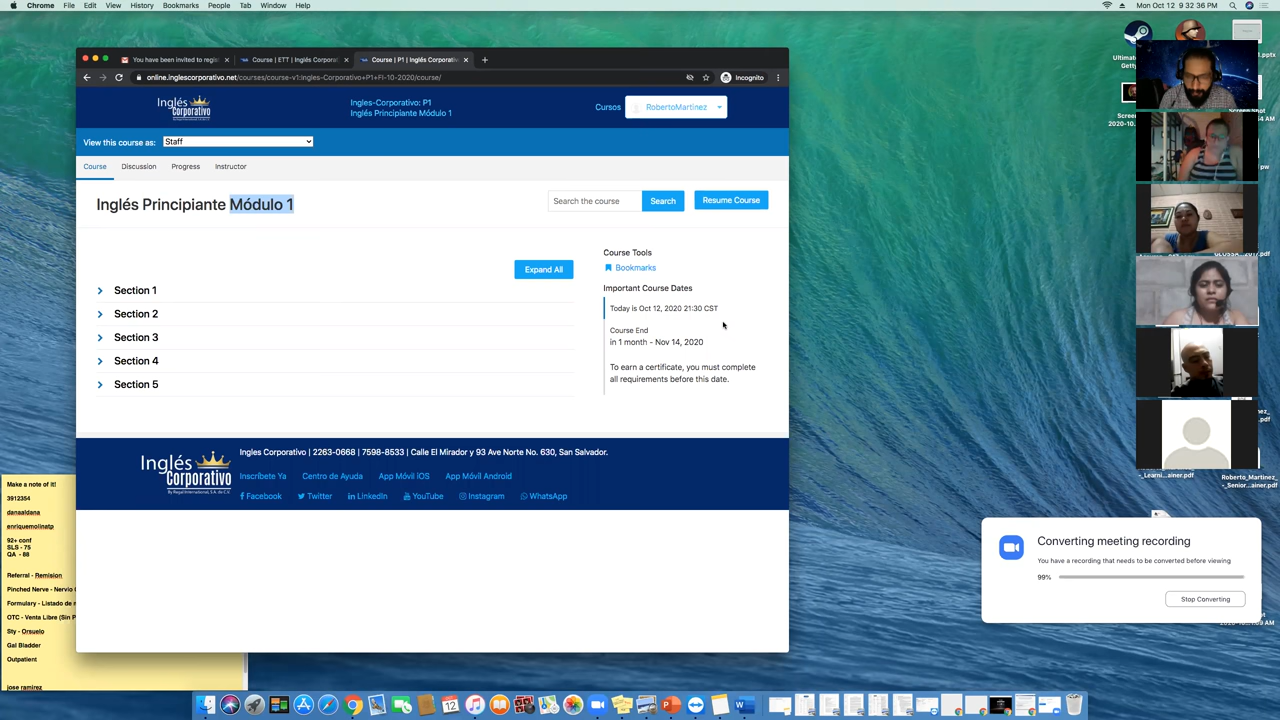 Chrome File Edit View History Bookmarks People Tab Window Help
Mon Oct 12 9:32:36 PM
You have been invited to regis
Course | ETT | Inglés Corporat
Course | P1 | Inglés Corporativ
online.inglescorporativo.net/courses/course-v1:ingles-Corporativo+P1+FI-10-2020/course/
Incognito
Inglés Corporativo
Ingles-Corporativo: P1
Inglés Principiante Módulo 1
Cursos
RobertoMartinez
View this course as:
Staff
Course Discussion Progress Instructor
Inglés Principiante Módulo 1
Search the course
Search
Resume Course
Expand All
Section 1
Section 2
Section 3
Section 4
Section 5
Course Tools
Bookmarks
Important Course Dates
Today is Oct 12, 2020 21:30 CST
Course End
in 1 month - Nov 14, 2020
To earn a certificate, you must complete
all requirements before this date.
Inglés Corporativo
Ingles Corporativo | 2263-0668 | 7598-8533 | Calle El Mirador y 93 Ave Norte No. 630, San Salvador.
Inscríbete Ya Centro de Ayuda App Móvil iOS App Móvil Android
Facebook Twitter LinkedIn YouTube Instagram WhatsApp
Make a note of it!
3912354
danaaldana
enriquemolinatp
92+ conf
SLS - 75
QA - 88
Referral - Remision
Pinched Nerve - Nervio
Formulary - Listado de
OTC - Venta Libre (Sin
Sty - Orsuelo
Gal Bladder
Outpatient
jose ramirez
Converting meeting recording
You have a recording that needs to be converted before viewing
99%
Stop Converting
Roberto_Martinez
_-_Senior...ainer.pdf